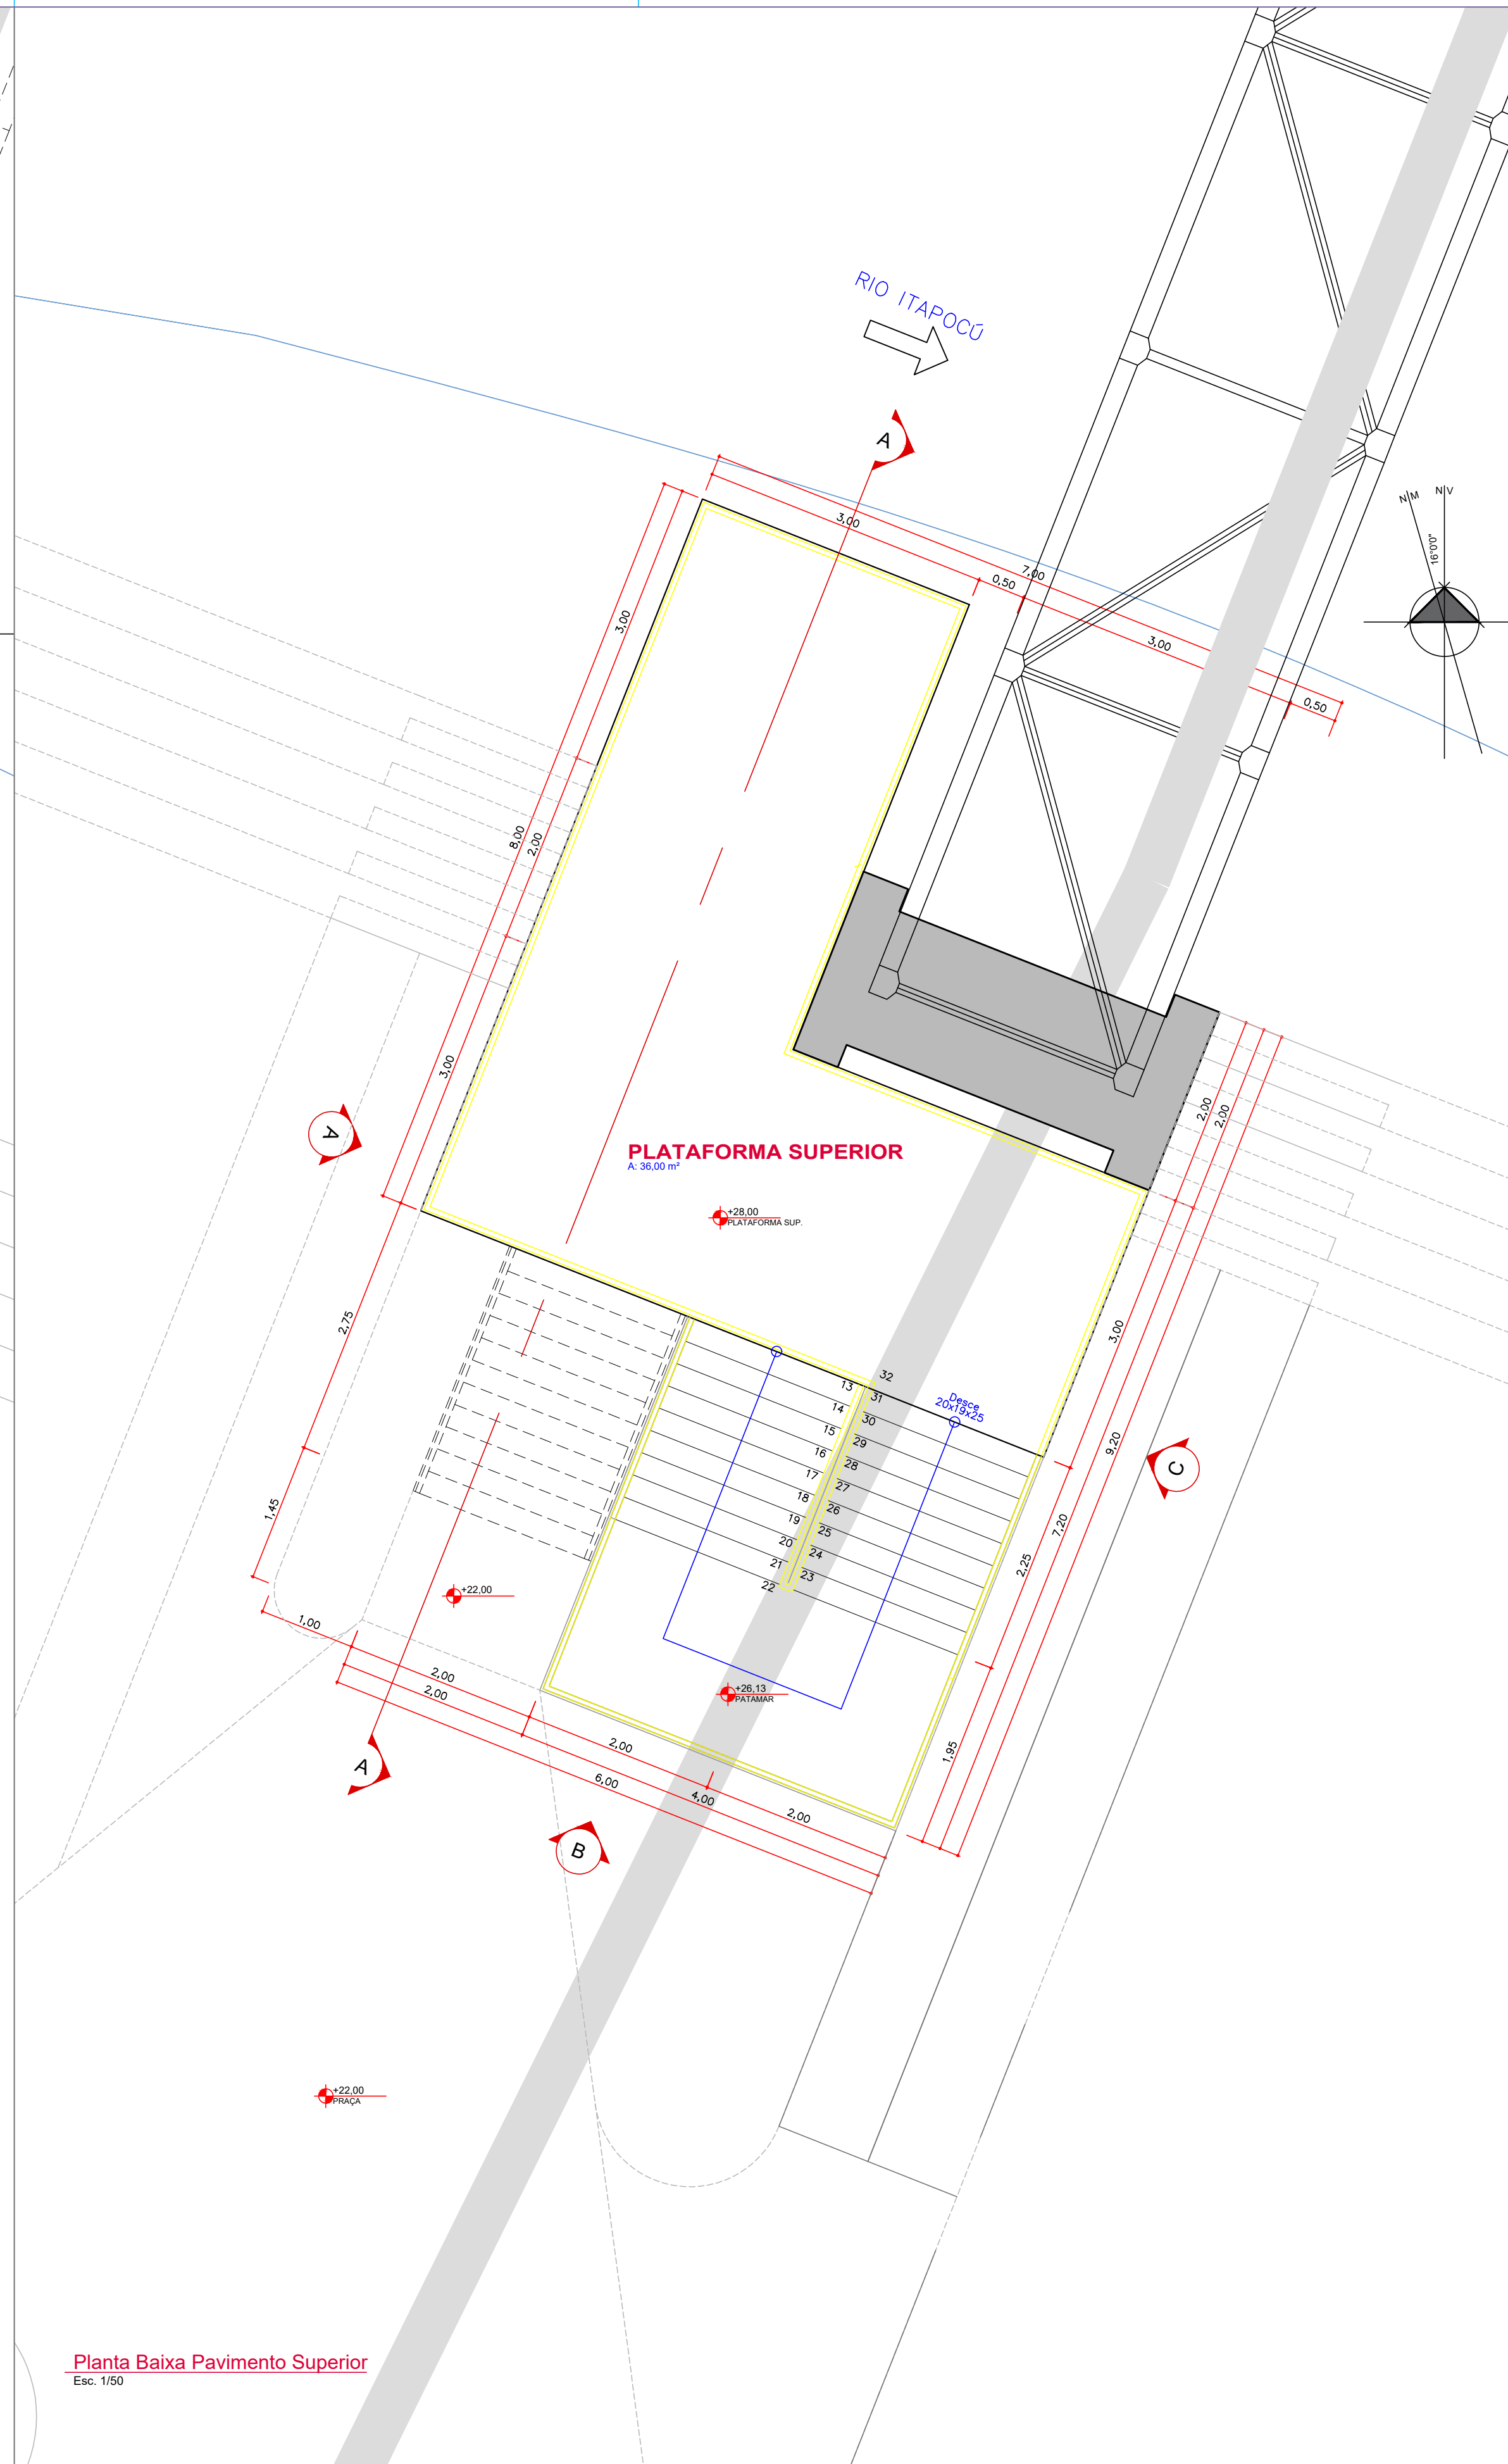 RIO ITAPOCÚ
A
N M
N V
16°0'0"
3,00
7,00
0,50
3,00
0,50
3,00
8,00
2,00
3,00
A
PLATAFORMA SUPERIOR
A: 36,00 m²
+28,00
PLATAFORMA SUP.
2,00
2,00
3,00
9,20
7,20
2,25
1,95
C
2,75
1,45
Desce
20x19x25
32
13
31
14
30
15
29
16
28
17
27
18
26
19
25
20
24
21
23
22
+22,00
+26,13
PATAMAR
1,00
2,00
2,00
2,00
6,00
4,00
2,00
A
B
+22,00
PRAÇA
Planta Baixa Pavimento Superior
Esc. 1/50